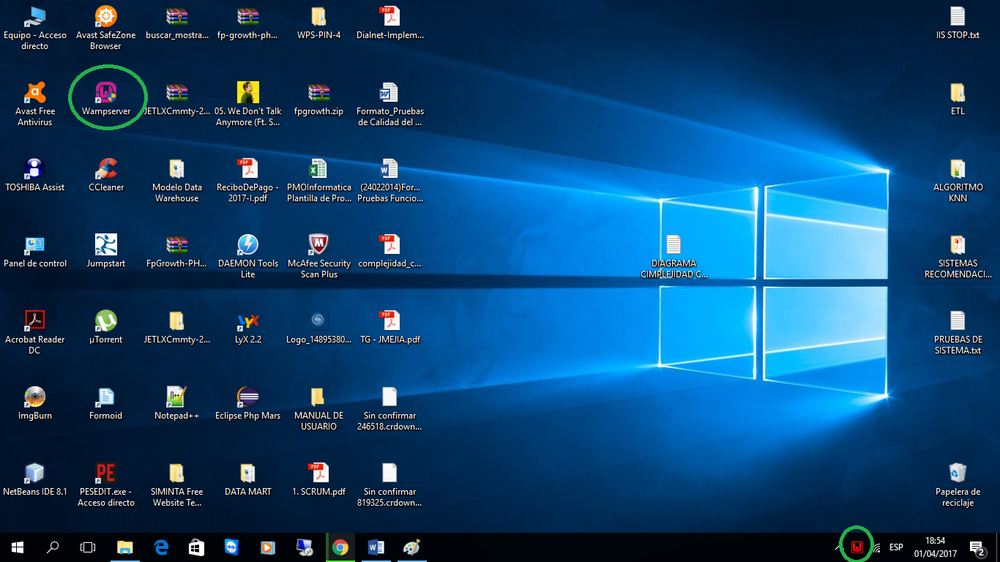 Equipo - Acceso
directo
Avast SafeZone
Browser
buscar_mostra...
fp-growth-ph...
WPS-PIN-4
Dialnet-Implem...
IIS STOP.txt
Avast Free
Antivirus
Wampserver
JETLXCmmty-2...
05. We Don't Talk
Anymore (Ft. S...
fpgrowth.zip
Formato_Pruebas
de Calidad del ...
ETL
TOSHIBA Assist
CCleaner
Modelo Data
Warehouse
ReciboDePago -
2017-I.pdf
PMOInformatica
Plantilla de Pro...
(24022014)For...
Pruebas Funcio...
ALGORITMO
KNN
Panel de control
Jumpstart
FpGrowth-PH...
DAEMON Tools
Lite
McAfee Security
Scan Plus
complejidad_c...
DIAGRAMA
CIMPLEJIDAD C...
SISTEMAS
RECOMENDACI...
Acrobat Reader
DC
µTorrent
JETLXCmmty-2...
LyX 2.2
Logo_14895380...
TG - JMEJIA.pdf
PRUEBAS DE
SISTEMA.txt
ImgBurn
Formoid
Notepad++
Eclipse Php Mars
MANUAL DE
USUARIO
Sin confirmar
246518.crdown...
NetBeans IDE 8.1
PESEDIT.exe -
Acceso directo
SIMINTA Free
Website Te...
DATA MART
1. SCRUM.pdf
Sin confirmar
819325.crdown...
Papelera de
reciclaje
ESP
18:54
01/04/2017
2